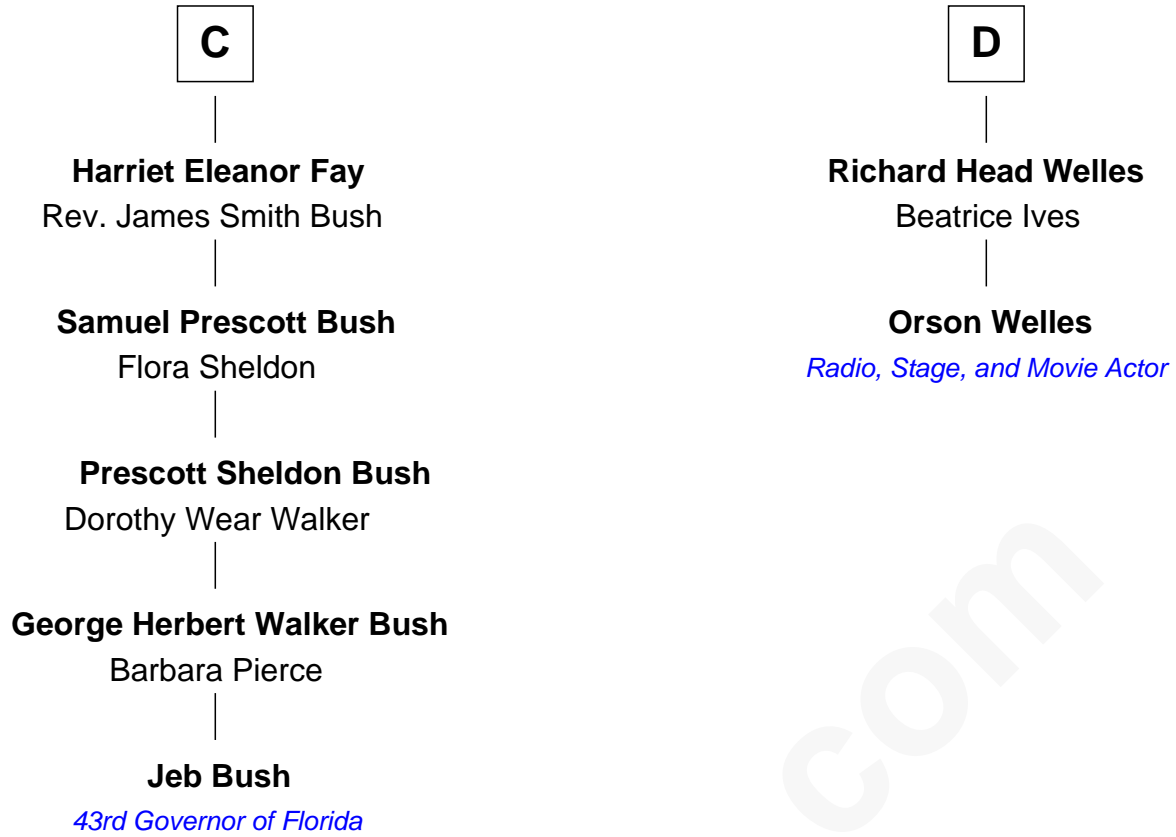 C
Harriet Eleanor Fay
Rev. James Smith Bush
Samuel Prescott Bush
Flora Sheldon
Prescott Sheldon Bush
Dorothy Wear Walker
George Herbert Walker Bush
Barbara Pierce
Jeb Bush
43rd Governor of Florida
D
Richard Head Welles
Beatrice Ives
Orson Welles
Radio, Stage, and Movie Actor
com